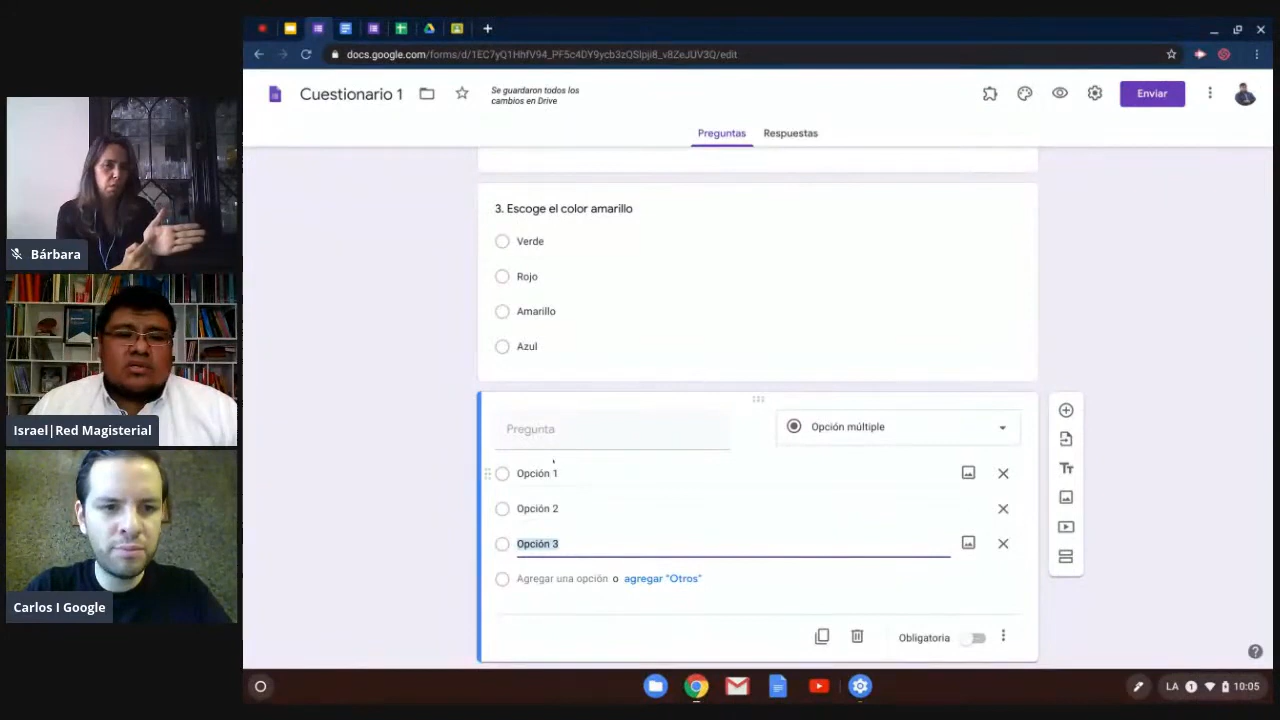 docs.google.com/forms/d/1EC7yQ1HhfV94_PF5c4DY9ycb3zQSlpji8_v8ZeJUV3Q/edit
Cuestionario 1
Se guardaron todos los
cambios en Drive
Enviar
Preguntas
Respuestas
3. Escoge el color amarillo
Verde
Rojo
Amarillo
Azul
Pregunta
Opción múltiple
Opción 1
Opción 2
Opción 3
Agregar una opción o agregar "Otros"
Obligatoria
Bárbara
Israel|Red Magisterial
Carlos I Google
LA 1 10:05